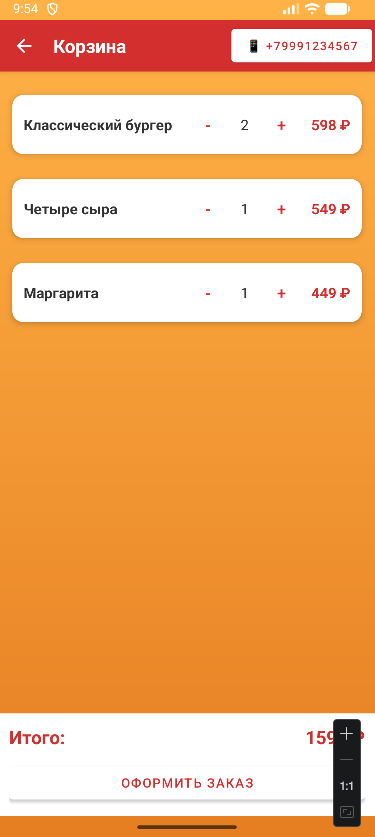 9:54
Корзина
📱 +79991234567
Классический бургер - 2 + 598 ₽
Четыре сыра - 1 + 549 ₽
Маргарита - 1 + 449 ₽
Итого:
ОФОРМИТЬ ЗАКАЗ
1:1